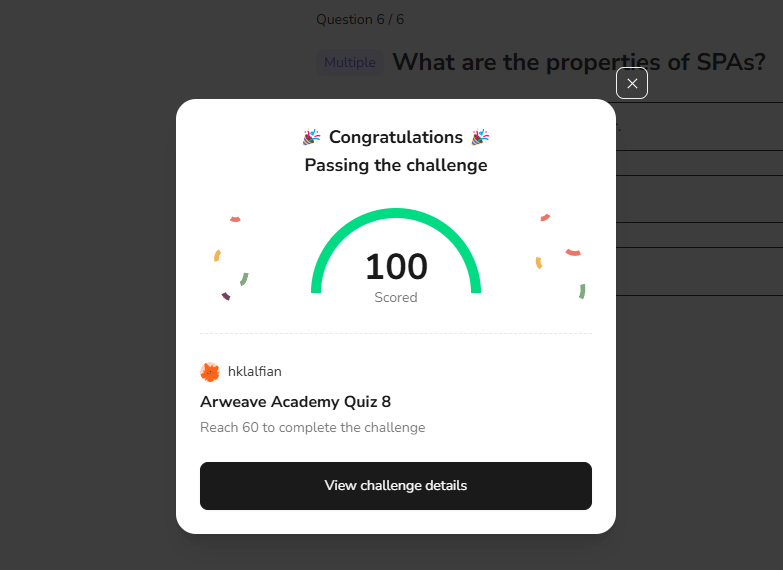 Question 6 / 6
Multiple What are the properties of SPAs?
Congratulations
Passing the challenge
100
Scored
hklalfian
Arweave Academy Quiz 8
Reach 60 to complete the challenge
View challenge details